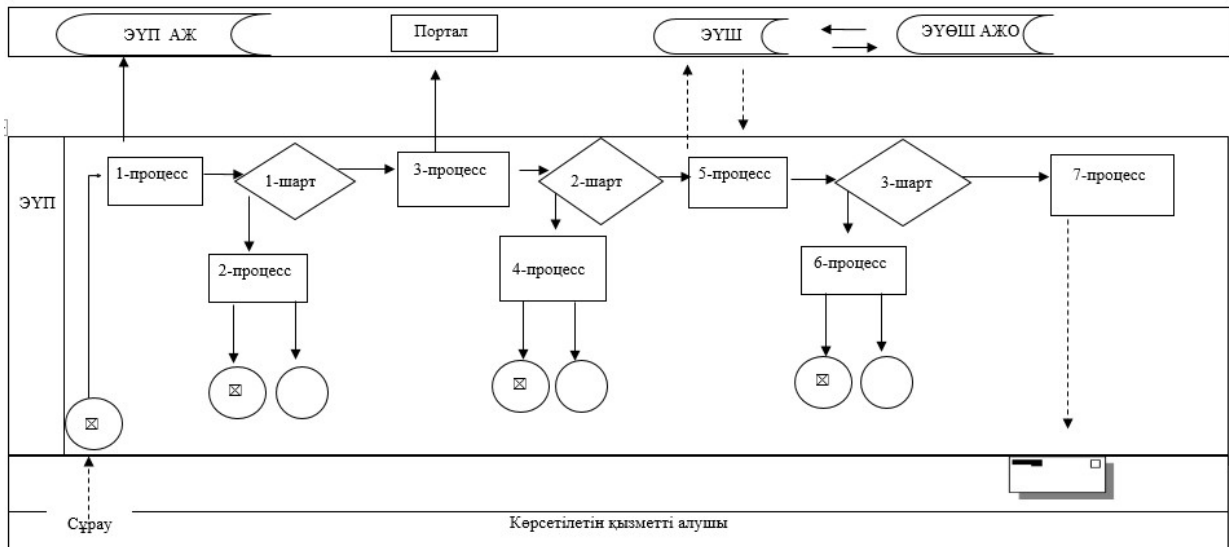 ЭҮП АЖ
Портал
ЭҮШ
ЭҮӨШ АЖО
ЭҮП
1-процесс
1-шарт
3-процесс
2-шарт
5-процесс
3-шарт
7-процесс
2-процесс
4-процесс
6-процесс
Сұрау
Көрсетілетін қызметті алушы